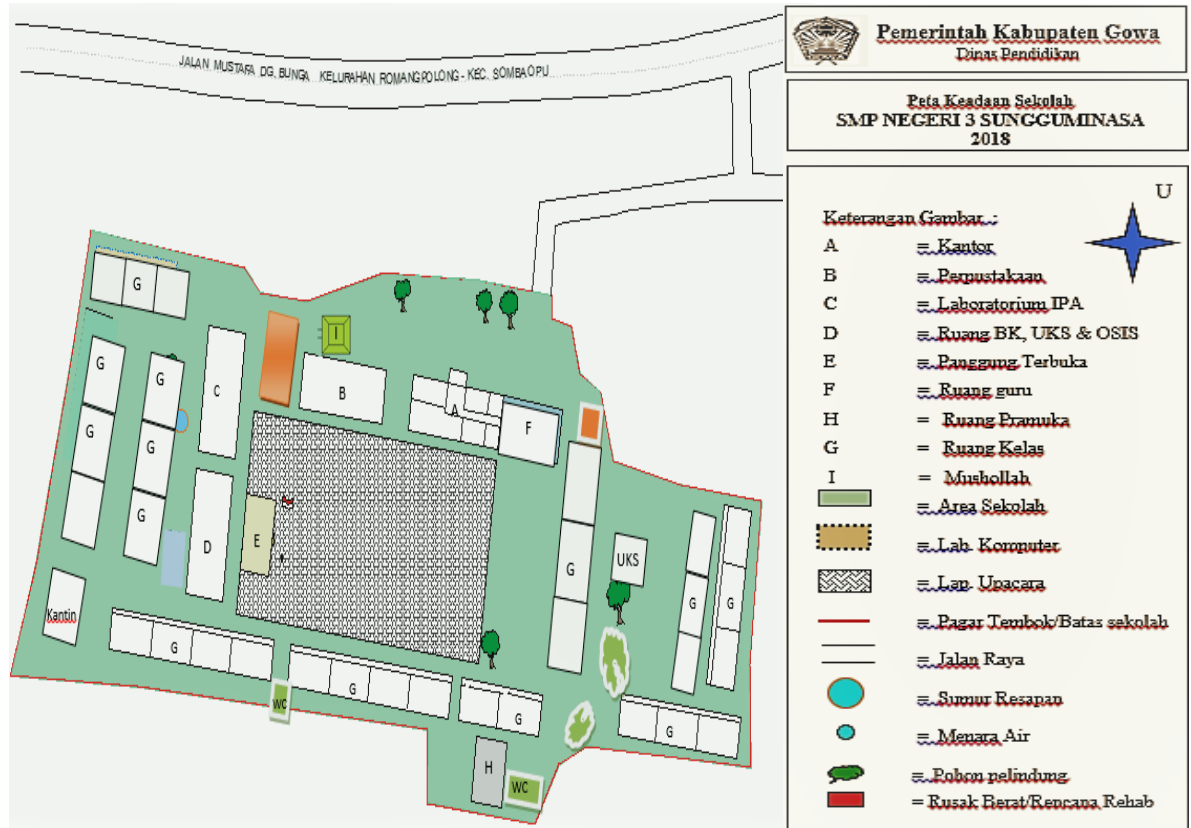 JALAN MUSTAFA DG. BUNGA KELURAHAN ROMANGPOLONG - KEC. SOMBAOPU
Pemerintah Kabupaten Gowa
Dinas Pendidikan
Peta Keadaan Sekolah
SMP NEGERI 3 SUNGGUMINASA
2018
U
Keterangan Gambar :
A = Kantor
B = Perpustakaan
C = Laboratorium IPA
D = Ruang BK, UKS & OSIS
E = Panggung Terbuka
F = Ruang guru
H = Ruang Pramuka
G = Ruang Kelas
I = Mushollah
= Area Sekolah
= Lab. Komputer
= Lap. Upacara
= Pagar Tembok/Batas sekolah
= Jalan Raya
= Sumur Resapan
= Menara Air
= Pohon pelindung
= Rusak Berat/Rencana Rehab
G
I
G
G
C
B
A
F
G
G
G
D
E
G
UKS
G
G
Kantin
G
G
G
G
WC
H
WC